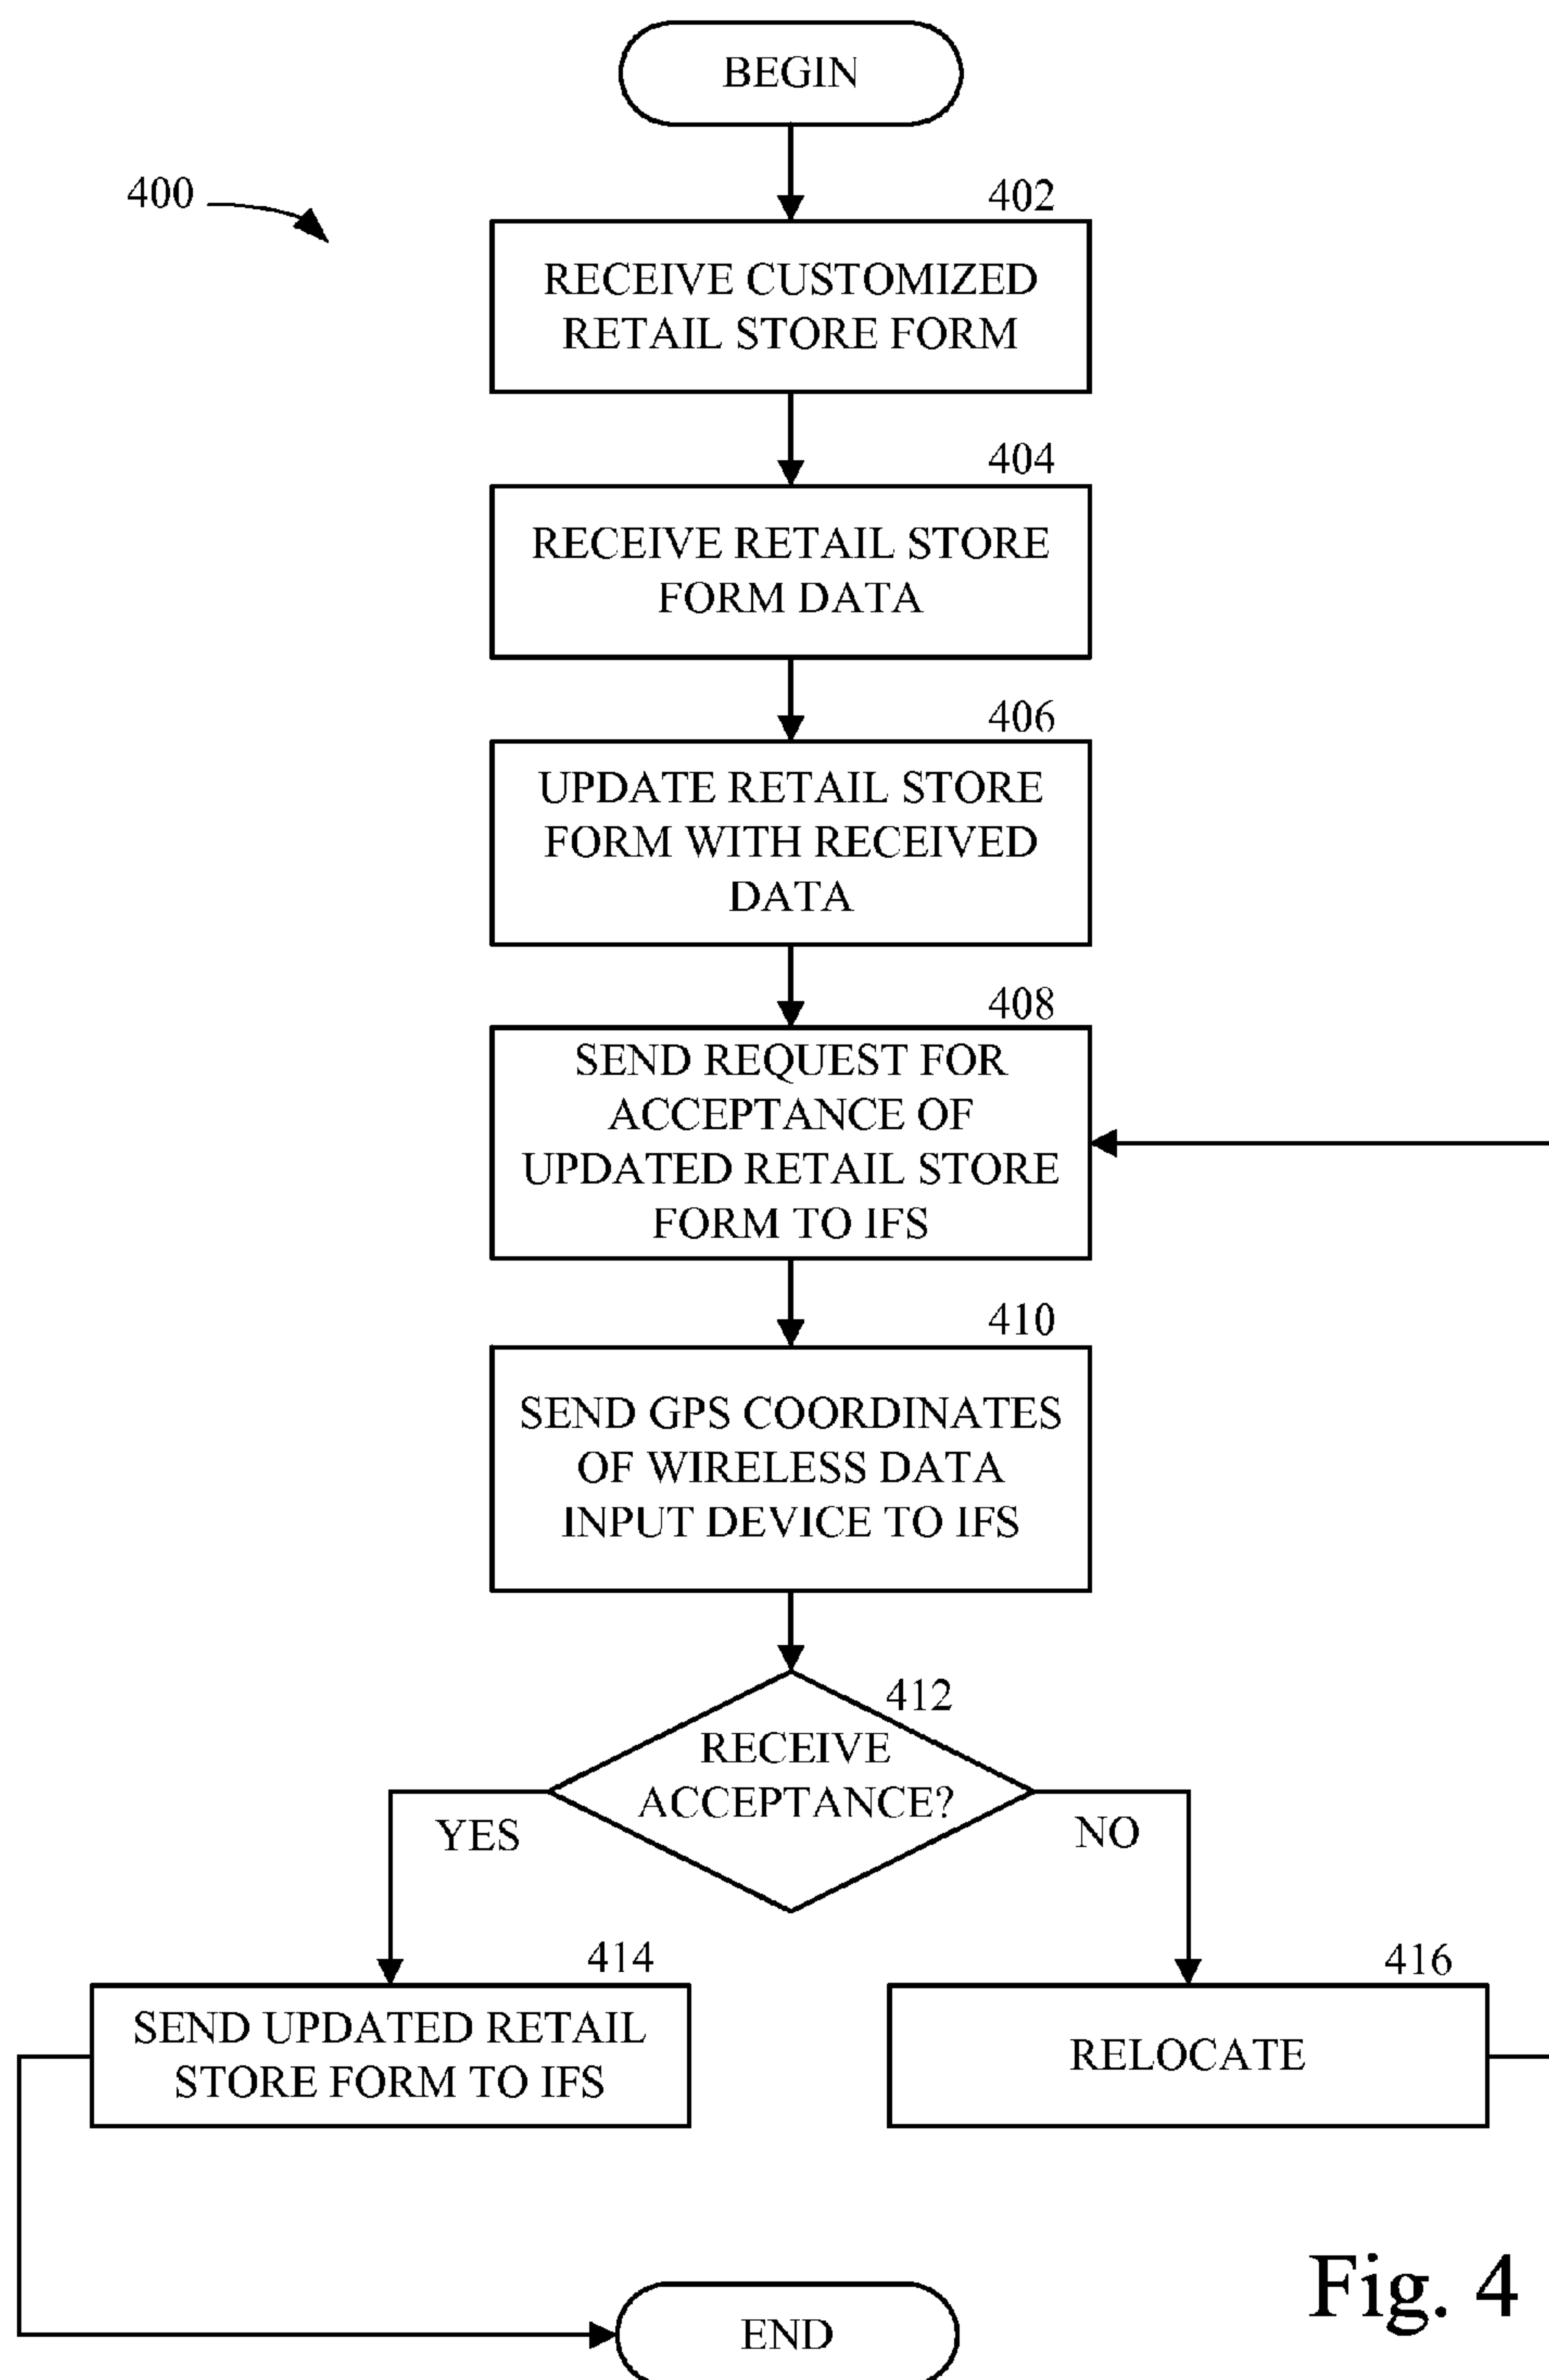 BEGIN
400
402
RECEIVE CUSTOMIZED
RETAIL STORE FORM
404
RECEIVE RETAIL STORE
FORM DATA
406
UPDATE RETAIL STORE
FORM WITH RECEIVED
DATA
408
SEND REQUEST FOR
ACCEPTANCE OF
UPDATED RETAIL STORE
FORM TO IFS
410
SEND GPS COORDINATES
OF WIRELESS DATA
INPUT DEVICE TO IFS
412
RECEIVE
ACCEPTANCE?
YES
NO
414
SEND UPDATED RETAIL
STORE FORM TO IFS
416
RELOCATE
END
Fig. 4